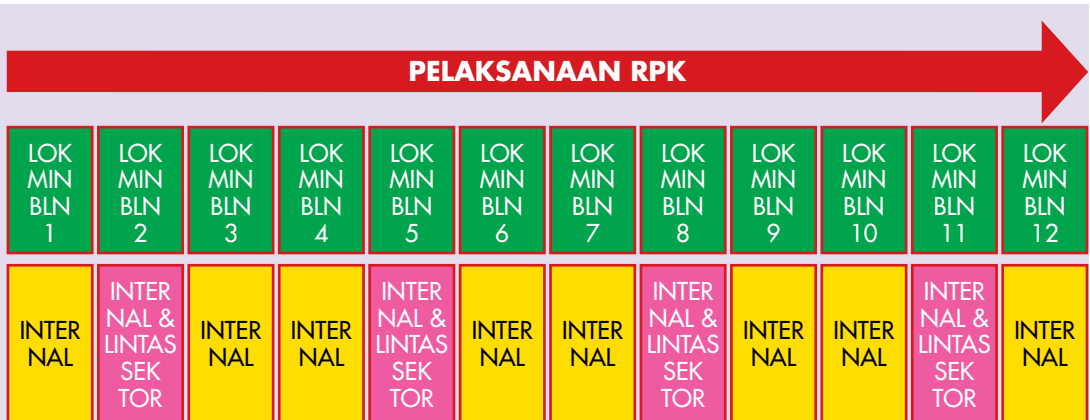 PELAKSANAAN RPK
LOK
MIN
BLN
1
LOK
MIN
BLN
2
LOK
MIN
BLN
3
LOK
MIN
BLN
4
LOK
MIN
BLN
5
LOK
MIN
BLN
6
LOK
MIN
BLN
7
LOK
MIN
BLN
8
LOK
MIN
BLN
9
LOK
MIN
BLN
10
LOK
MIN
BLN
11
LOK
MIN
BLN
12
INTER
NAL
INTER
NAL &
LINTAS
SEK
TOR
INTER
NAL
INTER
NAL
INTER
NAL &
LINTAS
SEK
TOR
INTER
NAL
INTER
NAL
INTER
NAL &
LINTAS
SEK
TOR
INTER
NAL
INTER
NAL
INTER
NAL &
LINTAS
SEK
TOR
INTER
NAL